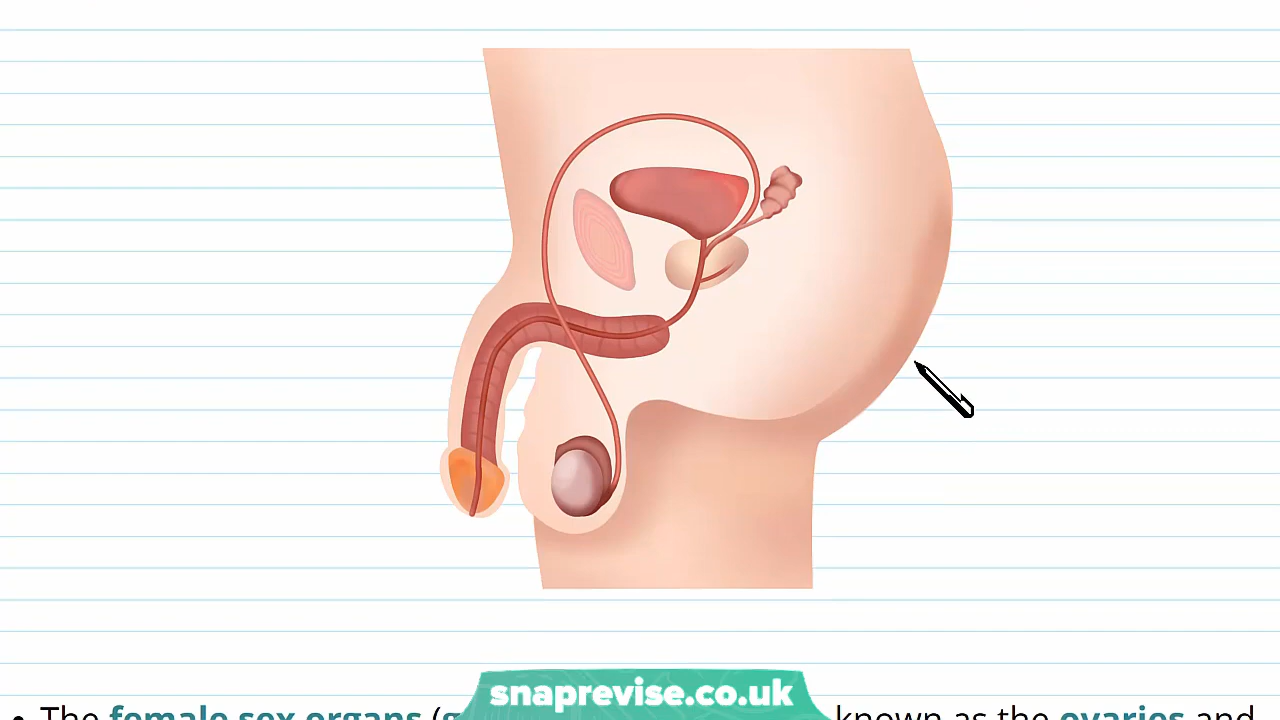 snaprevise.co.uk
• The female sex organs ( known as the ovaries and